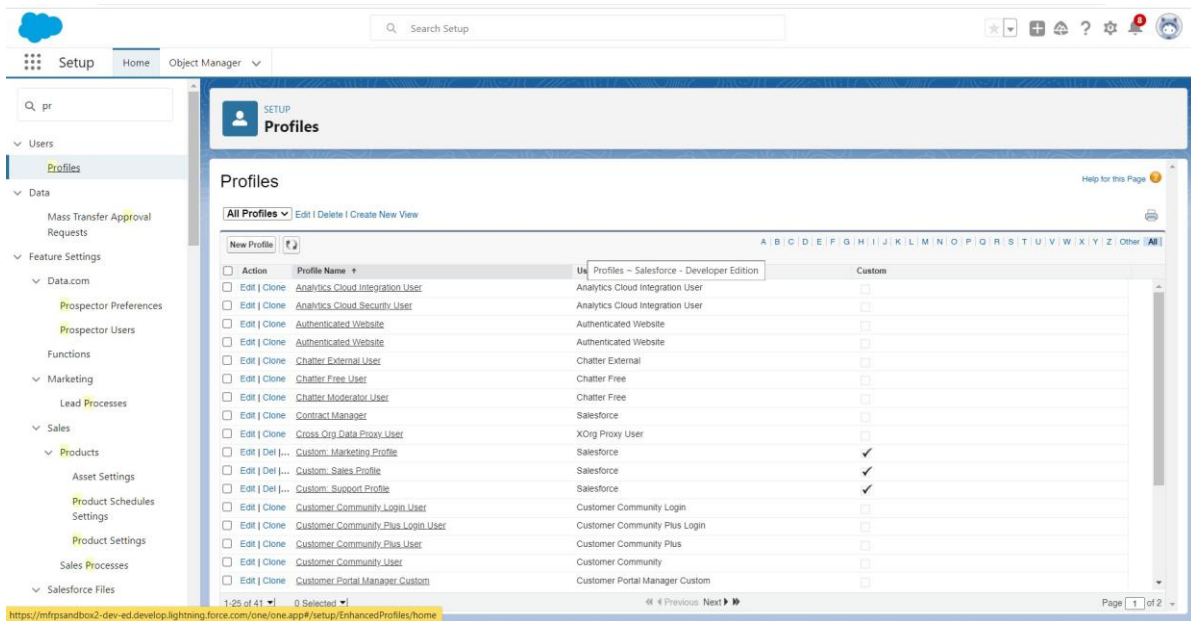 Search Setup
8
Setup Home Object Manager
pr
Users
Profiles
Data
Mass Transfer Approval
Requests
Feature Settings
Data.com
Prospector Preferences
Prospector Users
Functions
Marketing
Lead Processes
Sales
Products
Asset Settings
Product Schedules
Settings
Product Settings
Sales Processes
Salesforce Files
SETUP
Profiles
Profiles
Help for this Page ?
All Profiles Edit | Delete | Create New View
New Profile A | B | C | D | E | F | G | H | I | J | K | L | M | N | O | P | Q | R | S | T | U | V | W | X | Y | Z | Other All
Action Profile Name ↑ Us Custom
Profiles ~ Salesforce - Developer Edition
Edit | Clone Analytics Cloud Integration User Analytics Cloud Integration User
Edit | Clone Analytics Cloud Security User Analytics Cloud Integration User
Edit | Clone Authenticated Website Authenticated Website
Edit | Clone Authenticated Website Authenticated Website
Edit | Clone Chatter External User Chatter External
Edit | Clone Chatter Free User Chatter Free
Edit | Clone Chatter Moderator User Chatter Free
Edit | Clone Contract Manager Salesforce
Edit | Clone Cross Org Data Proxy User XOrg Proxy User
Edit | Del |... Custom: Marketing Profile Salesforce ✓
Edit | Del |... Custom: Sales Profile Salesforce ✓
Edit | Del |... Custom: Support Profile Salesforce ✓
Edit | Clone Customer Community Login User Customer Community Login
Edit | Clone Customer Community Plus Login User Customer Community Plus Login
Edit | Clone Customer Community Plus User Customer Community Plus
Edit | Clone Customer Community User Customer Community
Edit | Clone Customer Portal Manager Custom Customer Portal Manager Custom
1-25 of 41 0 Selected Previous Next Page 1 of 2
https://mfrpsandbox2-dev-ed.develop.lightning.force.com/one/one.app#/setup/EnhancedProfiles/home